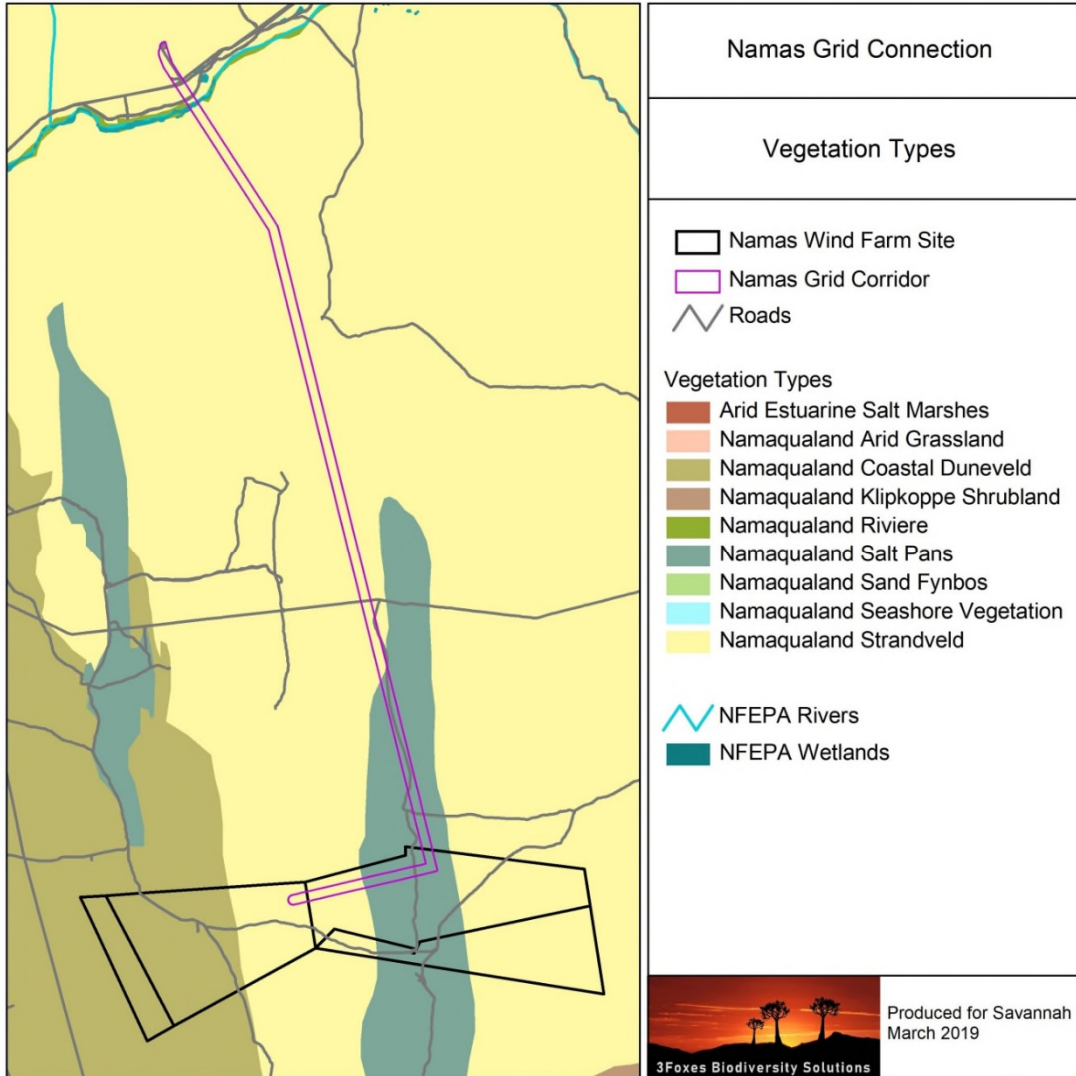 Namas Grid Connection
Vegetation Types
Namas Wind Farm Site
Namas Grid Corridor
Roads
Vegetation Types
Arid Estuarine Salt Marshes
Namaqualand Arid Grassland
Namaqualand Coastal Duneveld
Namaqualand Klipkoppe Shrubland
Namaqualand Riviere
Namaqualand Salt Pans
Namaqualand Sand Fynbos
Namaqualand Seashore Vegetation
Namaqualand Strandveld
NFEPA Rivers
NFEPA Wetlands
Produced for Savannah
March 2019
3Foxes Biodiversity Solutions